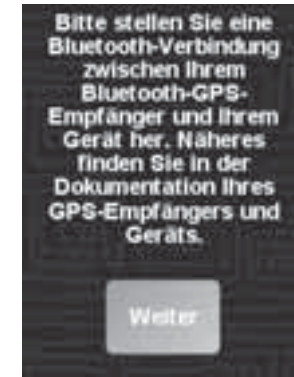 Bitte stellen Sie eine
Bluetooth-Verbindung
zwischen Ihrem
Bluetooth-GPS-
Empfänger und Ihrem
Gerät her. Näheres
finden Sie in der
Dokumentation Ihres
GPS-Empfängers und
Geräts.
Weiter